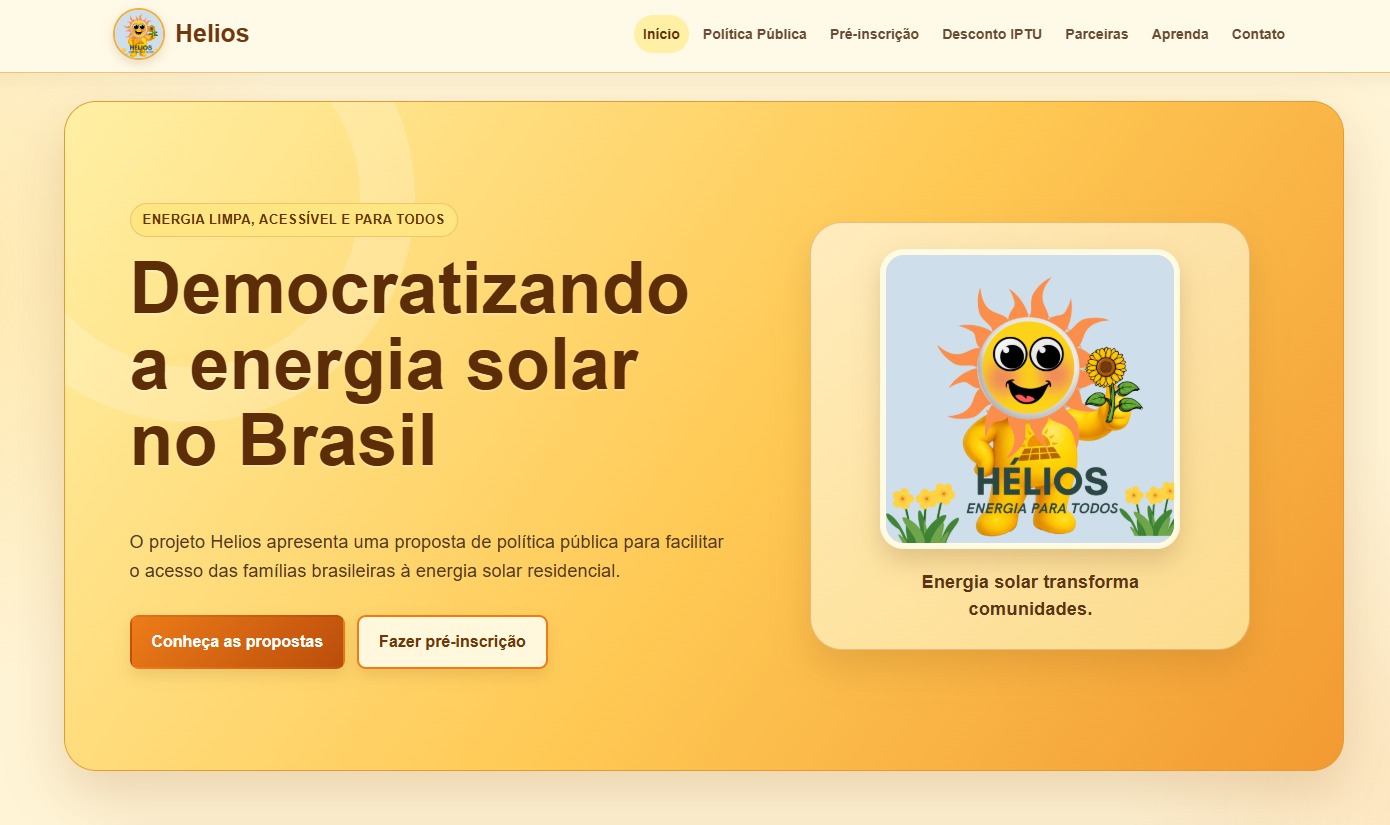 Helios
Início
Política Pública
Pré-inscrição
Desconto IPTU
Parceiras
Aprenda
Contato
ENERGIA LIMPA, ACESSÍVEL E PARA TODOS
Democratizando
a energia solar
no Brasil
O projeto Helios apresenta uma proposta de política pública para facilitar
o acesso das famílias brasileiras à energia solar residencial.
Conheça as propostas
Fazer pré-inscrição
HÉLIOS
ENERGIA PARA TODOS
Energia solar transforma
comunidades.